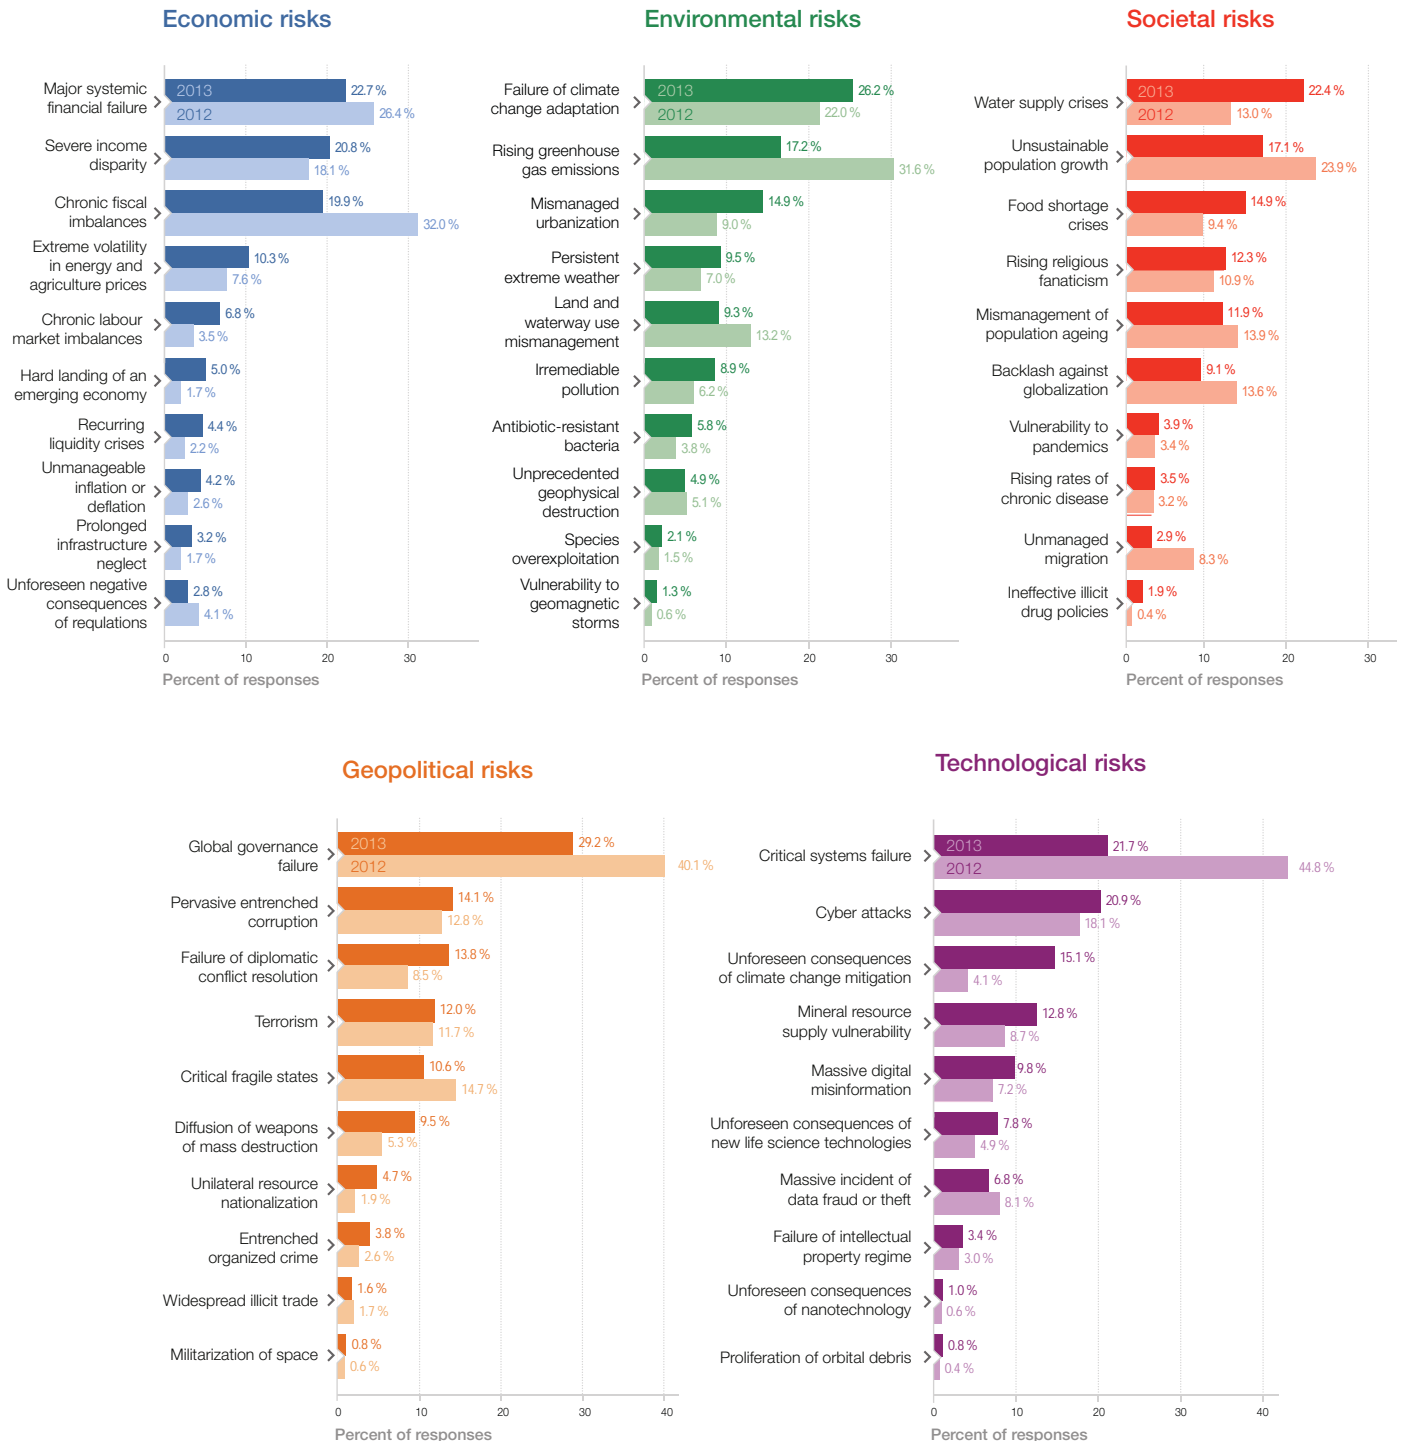 Economic risks
Major systemic
financial failure
2013
22.7 %
2012
26.4 %
Severe income
disparity
20.8 %
18.1 %
Chronic fiscal
imbalances
19.9 %
32.0 %
Extreme volatility
in energy and
agriculture prices
10.3 %
7.6 %
Chronic labour
market imbalances
6.8 %
3.5 %
Hard landing of an
emerging economy
5.0 %
1.7 %
Recurring
liquidity crises
4.4 %
2.2 %
Unmanageable
inflation or
deflation
4.2 %
2.6 %
Prolonged
infrastructure
neglect
3.2 %
1.7 %
Unforeseen negative
consequences
of requlations
2.8 %
4.1 %
0 10 20 30
Percent of responses
Environmental risks
Failure of climate
change adaptation
2013
26.2 %
2012
22.0 %
Rising greenhouse
gas emissions
17.2 %
31.6 %
Mismanaged
urbanization
14.9 %
9.0 %
Persistent
extreme weather
9.5 %
7.0 %
Land and
waterway use
mismanagement
9.3 %
13.2 %
Irremediable
pollution
8.9 %
6.2 %
Antibiotic-resistant
bacteria
5.8 %
3.8 %
Unprecedented
geophysical
destruction
4.9 %
5.1 %
Species
overexploitation
2.1 %
1.5 %
Vulnerability to
geomagnetic
storms
1.3 %
0.6 %
0 10 20 30
Percent of responses
Societal risks
Water supply crises
2013
22.4 %
2012
13.0 %
Unsustainable
population growth
17.1 %
23.9 %
Food shortage
crises
14.9 %
9.4 %
Rising religious
fanaticism
12.3 %
10.9 %
Mismanagement of
population ageing
11.9 %
13.9 %
Backlash against
globalization
9.1 %
13.6 %
Vulnerability to
pandemics
3.9 %
3.4 %
Rising rates of
chronic disease
3.5 %
3.2 %
Unmanaged
migration
2.9 %
8.3 %
Ineffective illicit
drug policies
1.9 %
0.4 %
0 10 20 30
Percent of responses
Geopolitical risks
Global governance
failure
2013
29.2 %
2012
40.1 %
Pervasive entrenched
corruption
14.1 %
12.8 %
Failure of diplomatic
conflict resolution
13.8 %
8.5 %
Terrorism
12.0 %
11.7 %
Critical fragile states
10.6 %
14.7 %
Diffusion of weapons
of mass destruction
9.5 %
5.3 %
Unilateral resource
nationalization
4.7 %
1.9 %
Entrenched
organized crime
3.8 %
2.6 %
Widespread illicit trade
1.6 %
1.7 %
Militarization of space
0.8 %
0.6 %
0 10 20 30 40
Percent of responses
Technological risks
Critical systems failure
2013
21.7 %
2012
44.8 %
Cyber attacks
20.9 %
18.1 %
Unforeseen consequences
of climate change mitigation
15.1 %
4.1 %
Mineral resource
supply vulnerability
12.8 %
8.7 %
Massive digital
misinformation
9.8 %
7.2 %
Unforeseen consequences of
new life science technologies
7.8 %
4.9 %
Massive incident of
data fraud or theft
6.8 %
8.1 %
Failure of intellectual
property regime
3.4 %
3.0 %
Unforeseen consequences
of nanotechnology
1.0 %
0.6 %
Proliferation of orbital debris
0.8 %
0.4 %
0 10 20 30 40
Percent of responses